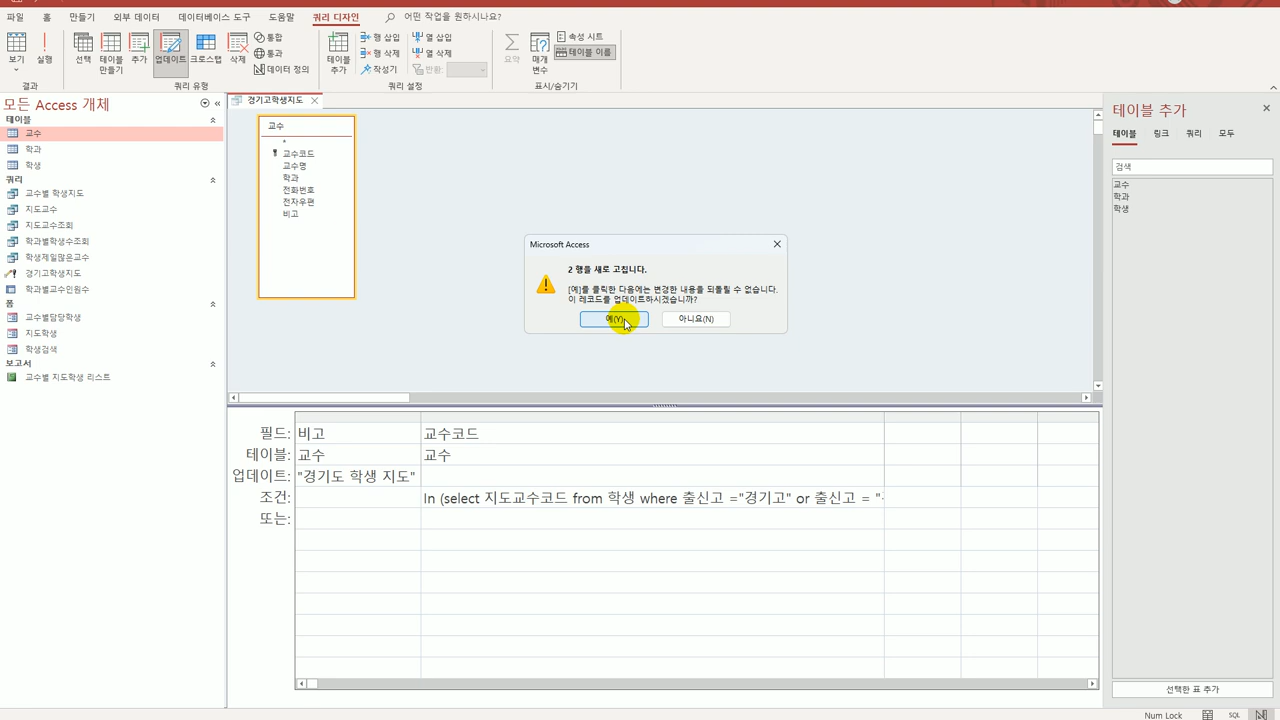 파일 홈 만들기 외부 데이터 데이터베이스 도구 도움말 쿼리 디자인 어떤 작업을 원하시나요?
보기 실행 선택 테이블 만들기 추가 업데이트 크로스탭 삭제 통합 통과 데이터 정의 테이블 추가 행 삽입 행 삭제 작성기 열 삽입 열 삭제 반환: 요약 매개 변수 속성 시트 테이블 이름
결과 쿼리 유형 쿼리 설정 표시/숨기기
모든 Access 개체
테이블
교수
학과
학생
쿼리
교수별 학생지도
지도교수
지도교수조회
학과별학생수조회
학생제일많은교수
경기고학생지도
학과별교수인원수
폼
교수별담당학생
지도학생
학생검색
보고서
교수별 지도학생 리스트
경기고학생지도
교수
*
교수코드
교수명
학과
전화번호
전자우편
비고
Microsoft Access
2 행을 새로 고칩니다.
[예]를 클릭한 다음에는 변경한 내용을 되돌릴 수 없습니다.
이 레코드를 업데이트하시겠습니까?
예(Y) 아니요(N)
필드: 비고 교수코드
테이블: 교수 교수
업데이트: "경기도 학생 지도"
조건: In (select 지도교수코드 from 학생 where 출신고 ="경기고" or 출신고 = "
또는:
테이블 추가
테이블 링크 쿼리 모두
검색
교수
학과
학생
선택한 표 추가
Num Lock SQL